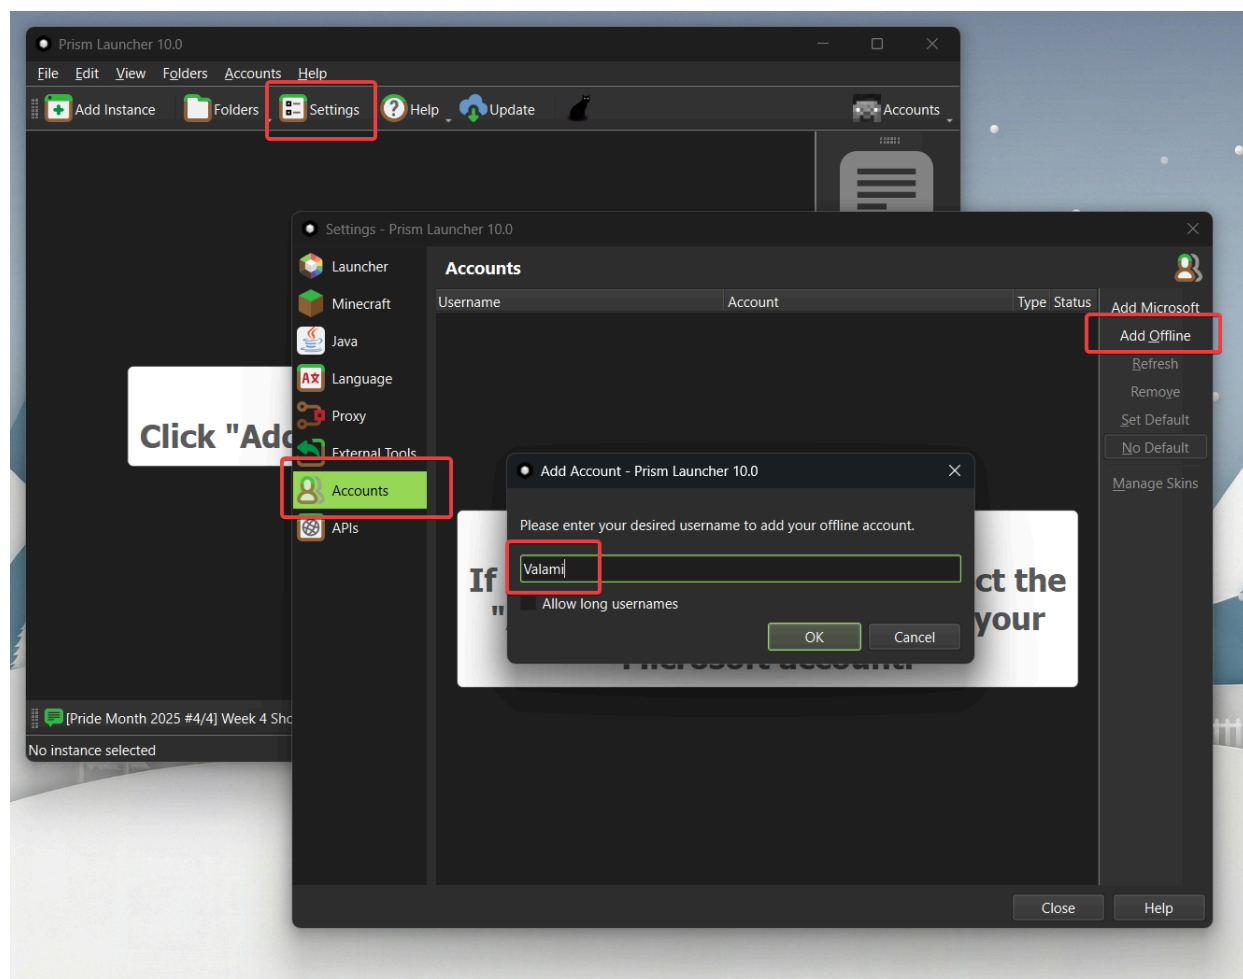 Prism Launcher 10.0
File Edit View Folders Accounts Help
Add Instance Folders Settings Help Update Accounts
Settings - Prism Launcher 10.0
Launcher
Minecraft
Java
Language
Proxy
External Tools
Accounts
APIs
Accounts
Username Account Type Status
Add Microsoft
Add Offline
Refresh
Remove
Set Default
No Default
Manage Skins
Click "Add
Add Account - Prism Launcher 10.0
Please enter your desired username to add your offline account.
Valami
Allow long usernames
OK Cancel
If ct the
your
Microsoft account.
[Pride Month 2025 #4/4] Week 4 Sho
No instance selected
Close Help